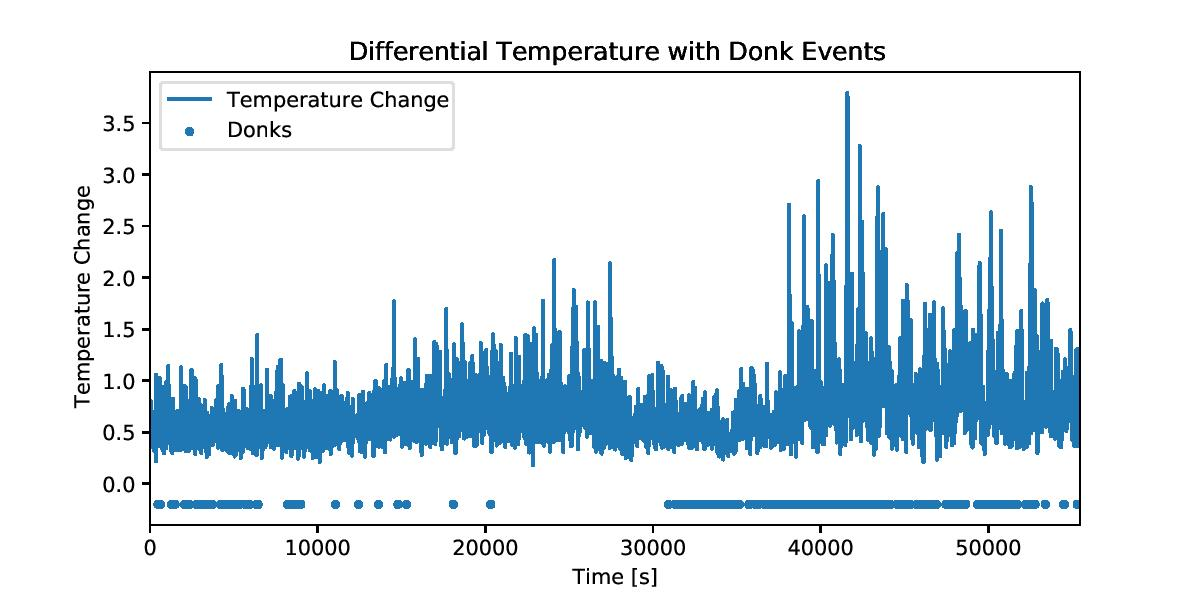 Differential Temperature with Donk Events
Temperature Change
Donks
3.5
3.0
2.5
2.0
1.5
1.0
0.5
0.0
Temperature Change
0 10000 20000 30000 40000 50000
Time [s]